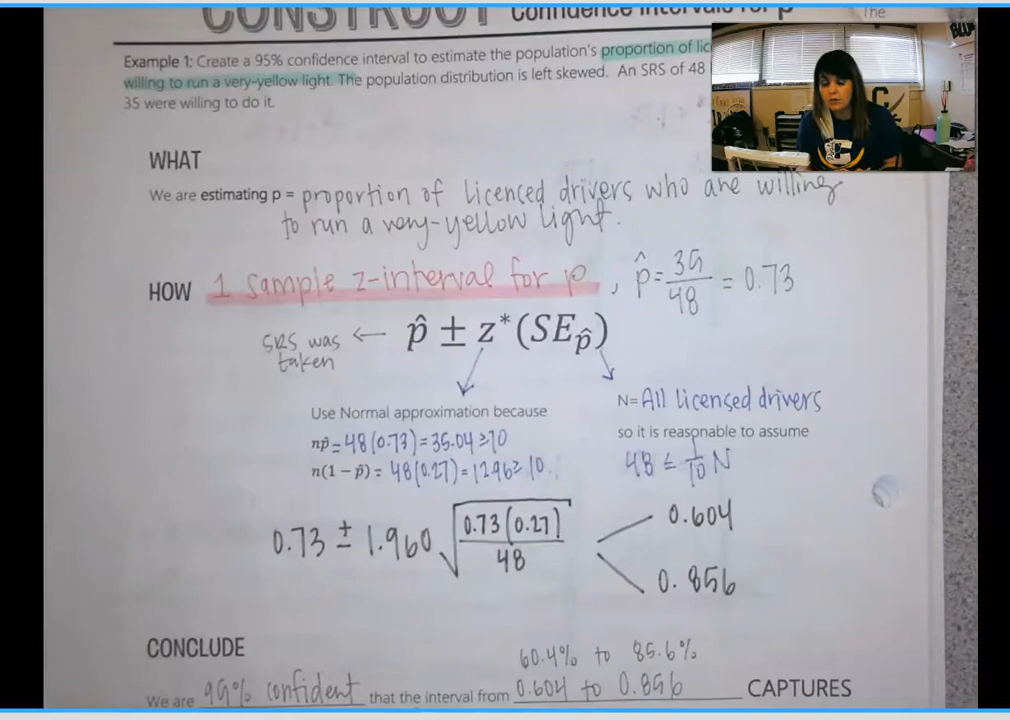 CONSTRUCT Confidence Intervals for p
The
Example 1: Create a 95% confidence interval to estimate the population's proportion of lic
willing to run a very-yellow light. The population distribution is left skewed. An SRS of 48
35 were willing to do it.
WHAT
We are estimating p = proportion of licenced drivers who are willing
to run a very-yellow light.
HOW 1 sample z-interval for p, p̂ = 35/48 = 0.73
SRS was taken ← p̂ ± z*(SE_p̂)
Use Normal approximation because
np̂ = 48(0.73) = 35.04 ≥ 10
n(1 - p̂) = 48(0.27) = 12.96 ≥ 10
N = All licensed drivers
so it is reasonable to assume
48 ≤ 1/10 N
0.73 ± 1.960 √(0.73(0.27)/48)
0.604
0.856
CONCLUDE
60.4% to 85.6%
We are 95% confident that the interval from 0.604 to 0.856 CAPTURES